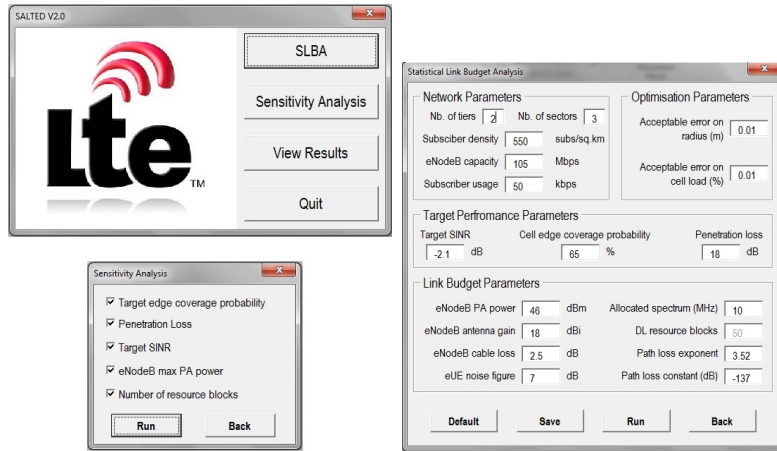 SALTED V2.0
SLBA
Sensitivity Analysis
View Results
Quit
Lte TM
Sensitivity Analysis
Target edge coverage probability
Penetration Loss
Target SINR
eNodeB max PA power
Number of resource blocks
Run Back
Statistical Link Budget Analysis
Network Parameters
Nb. of tiers 2 Nb. of sectors 3
Subsciber density 550 subs/sq.km
eNodeB capacity 105 Mbps
Subscriber usage 50 kbps
Optimisation Parameters
Acceptable error on
radius (m) 0.01
Acceptable error on
cell load (%) 0.01
Target Perfromance Parameters
Target SINR Cell edge coverage probability Penetration loss
-2.1 dB 65 % 18 dB
Link Budget Parameters
eNodeB PA power 46 dBm Allocated spectrum (MHz) 10
eNodeB antenna gain 18 dBi DL resource blocks 50
eNodeB cable loss 2.5 dB Path loss exponent 3.52
eUE noise figure 7 dB Path loss constant (dB) -137
Default Save Run Back